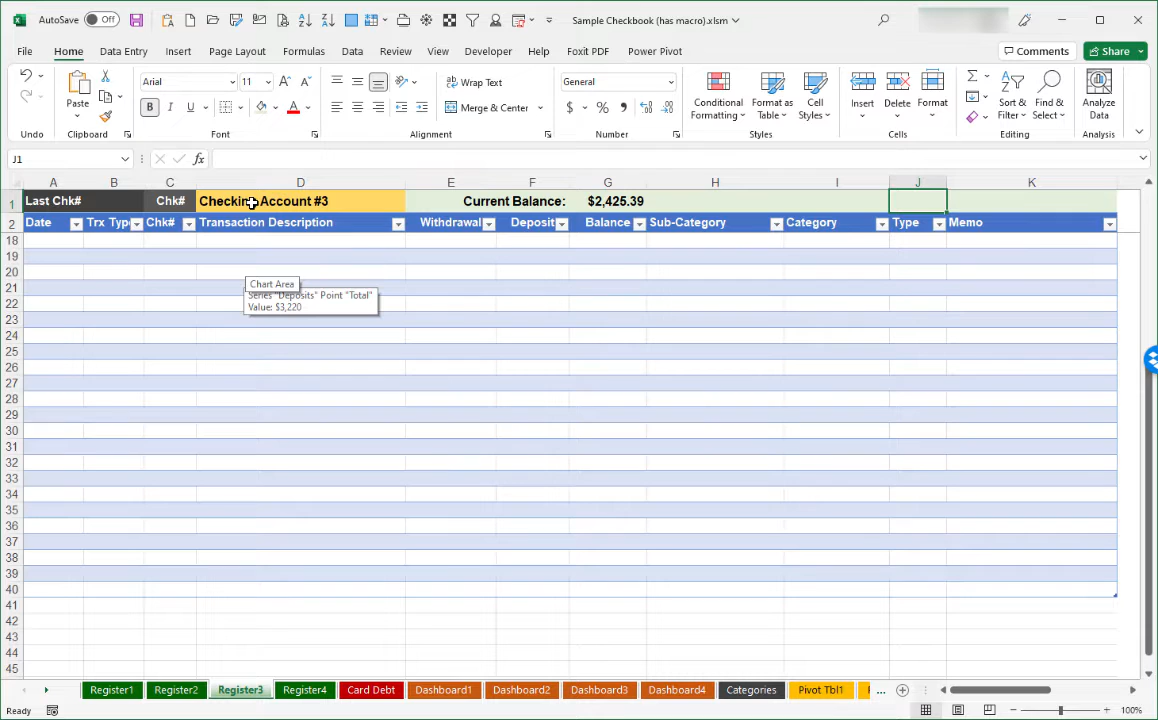 AutoSave Off Sample Checkbook (has macro).xlsm
File Home Data Entry Insert Page Layout Formulas Data Review View Developer Help Foxit PDF Power Pivot Comments Share
Arial 11 Wrap Text General
Paste B I U A Merge & Center $ % Conditional Formatting Format as Table Cell Styles Insert Delete Format Sort & Filter Find & Select Analyze Data
Undo Clipboard Font Alignment Number Styles Cells Editing Analysis
J1 fx
A B C D E F G H I J K
1 Last Chk# Chk# Checking Account #3 Current Balance: $2,425.39
2 Date Trx Type Chk# Transaction Description Withdrawal Deposit Balance Sub-Category Category Type Memo
18
19
20
21 Chart Area
Series "Deposits" Point "Total"
22 Value: $3,220
23
24
25
26
27
28
29
30
31
32
33
34
35
36
37
38
39
40
41
42
43
44
45
Register1 Register2 Register3 Register4 Card Debt Dashboard1 Dashboard2 Dashboard3 Dashboard4 Categories Pivot Tbl1 ...
Ready 100%